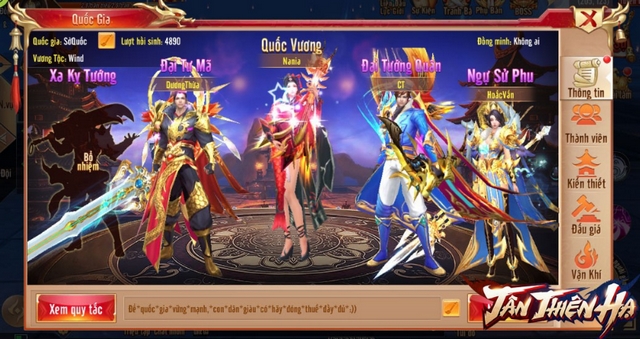 Quốc Gia
Quốc gia: SởQuốc
Lượt hồi sinh: 4890
Đồng minh: Không ai
Vương Tộc: Wind
Quốc Vương
Nania
Xa Kỵ Tướng
Đại Tư Mã
DươngThừa
Đại Tướng Quân
CT
Ngự Sử Phu
HoắcVấn
Bổ
nhiệm
Thông tin
Thành viên
Kiến thiết
Đấu giá
Vận Khí
Xem quy tắc
Để*quốc*gia*vững*mạnh,*con*dân*giàu*có*hãy*đóng*thuế*đầy*đủ*;))
TÂN THIÊN HẠ